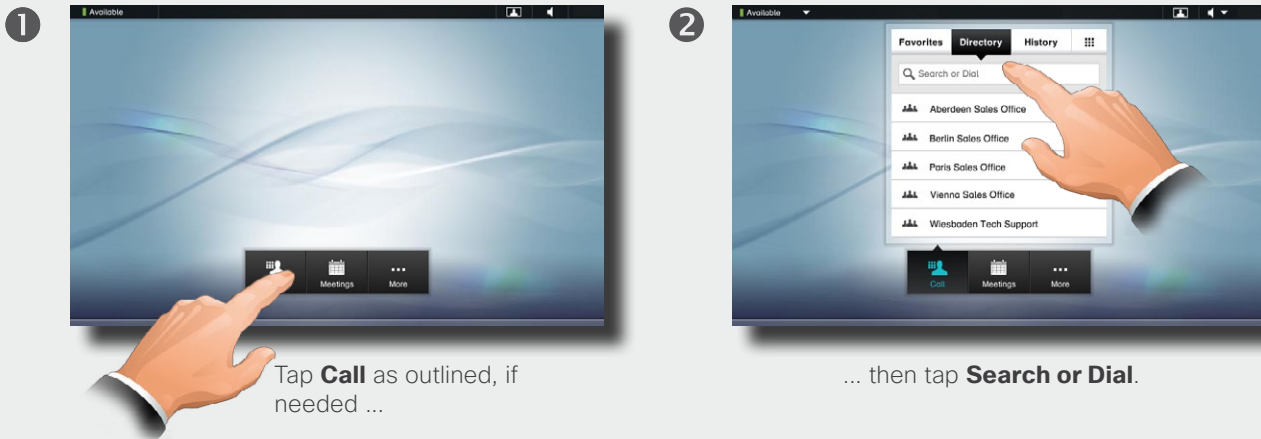 1
Available
Meetings
More
Tap Call as outlined, if
needed ...
2
Available
Favorites Directory History
Search or Dial
Aberdeen Sales Office
Berlin Sales Office
Paris Sales Office
Vienna Sales Office
Wiesbaden Tech Support
Call Meetings More
... then tap Search or Dial.